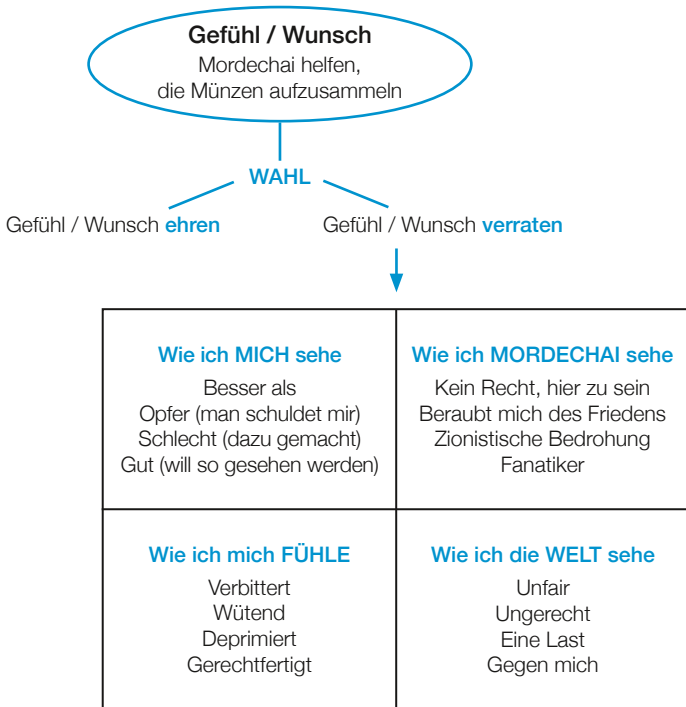 Gefühl / Wunsch
Mordechai helfen,
die Münzen aufzusammeln
WAHL
Gefühl / Wunsch ehren
Gefühl / Wunsch verraten
Wie ich MICH sehe
Besser als
Opfer (man schuldet mir)
Schlecht (dazu gemacht)
Gut (will so gesehen werden)
Wie ich MORDECHAI sehe
Kein Recht, hier zu sein
Beraubt mich des Friedens
Zionistische Bedrohung
Fanatiker
Wie ich mich FÜHLE
Verbittert
Wütend
Deprimiert
Gerechtfertigt
Wie ich die WELT sehe
Unfair
Ungerecht
Eine Last
Gegen mich